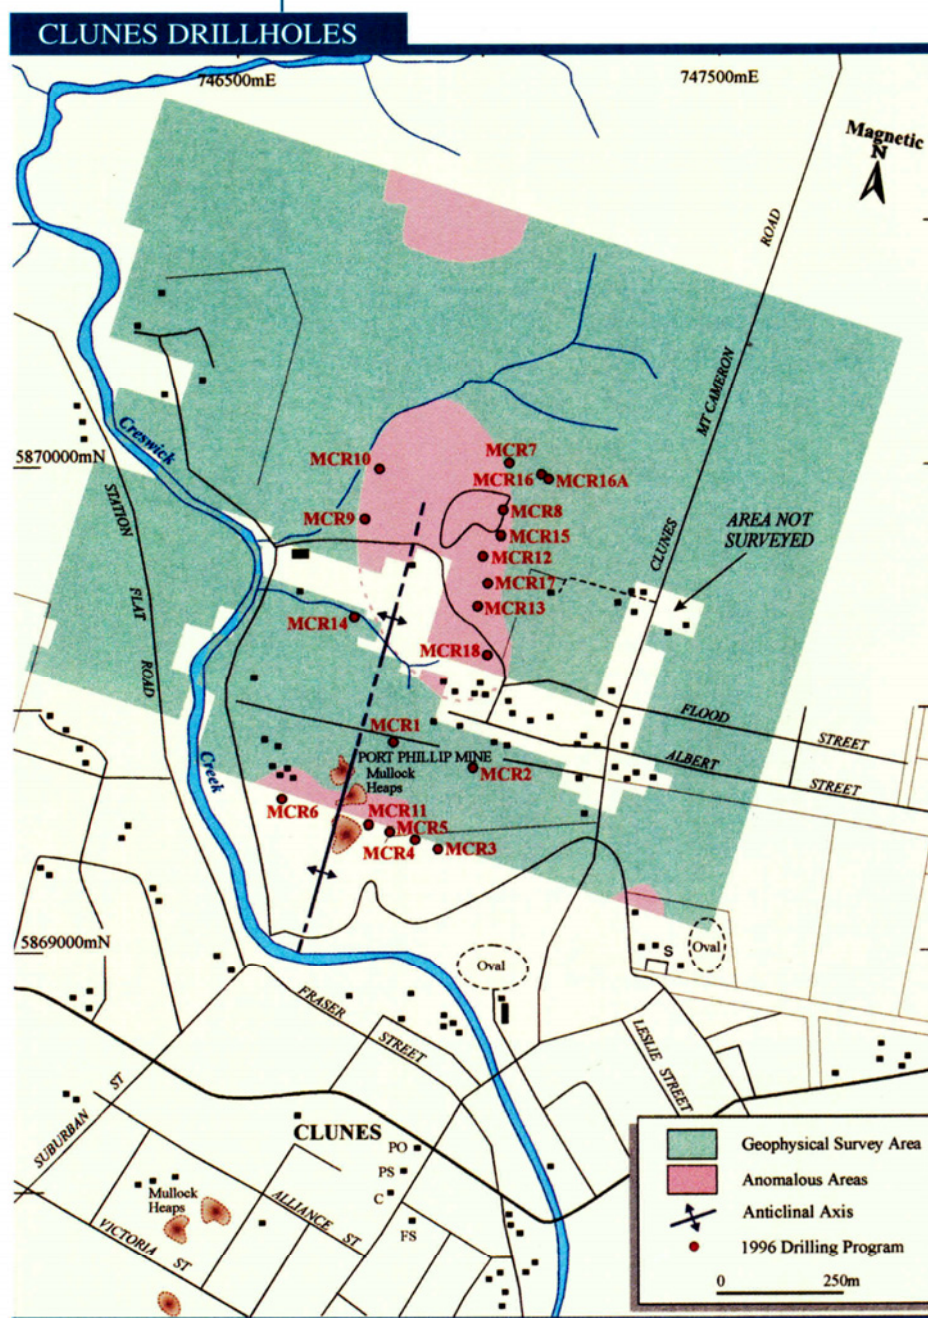 CLUNES DRILLHOLES
746500mE
747500mE
Magnetic
N
ROAD
MT CAMERON
CLUNES
Creswick
5870000mN
MCR10
MCR7
MCR16
MCR16A
MCR9
MCR8
MCR15
MCR12
MCR17
MCR13
MCR14
MCR18
AREA NOT
SURVEYED
STATION
FLAT
ROAD
FLOOD
STREET
ALBERT
STREET
MCR1
PORT PHILLIP MINE
Mullock
Heaps
MCR2
Creek
MCR6
MCR11
MCR5
MCR4
MCR3
5869000mN
Oval
S
Oval
FRASER
STREET
LESLIE STREET
SUBURBAN ST
CLUNES
PO
PS
C
FS
Mullock
Heaps
ALLIANCE ST
VICTORIA ST
Geophysical Survey Area
Anomalous Areas
Anticlinal Axis
1996 Drilling Program
0 250m